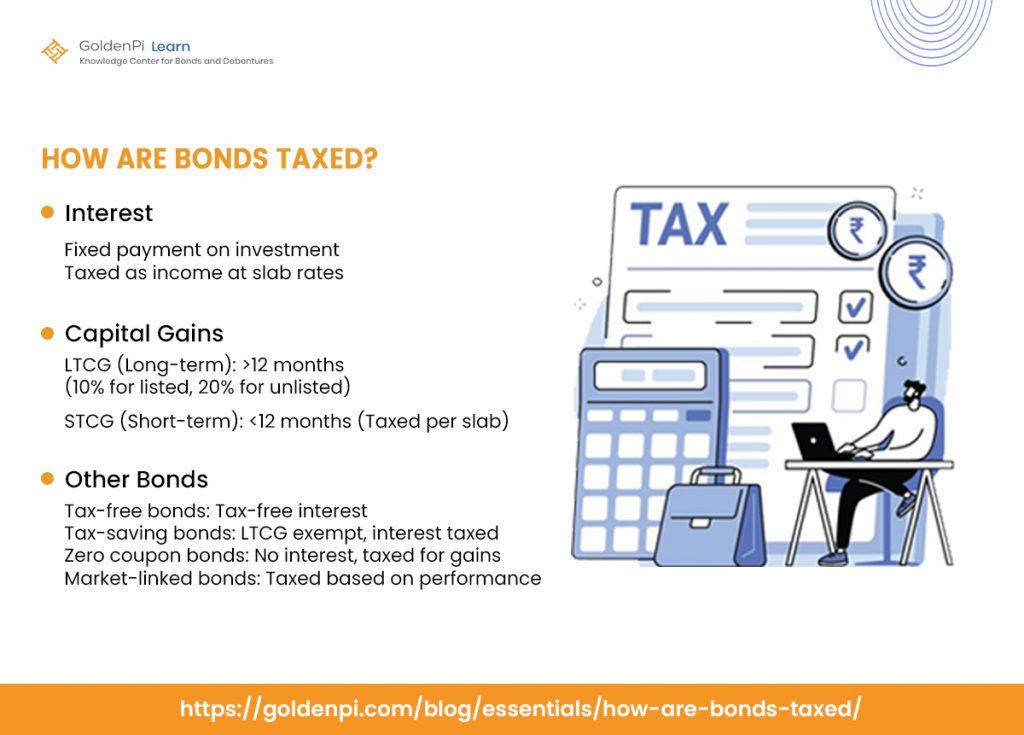 GoldenPi Learn
Knowledge Center for Bonds and Debentures
HOW ARE BONDS TAXED?
Interest
Fixed payment on investment
Taxed as income at slab rates
Capital Gains
LTCG (Long-term): >12 months
(10% for listed, 20% for unlisted)
STCG (Short-term): <12 months (Taxed per slab)
Other Bonds
Tax-free bonds: Tax-free interest
Tax-saving bonds: LTCG exempt, interest taxed
Zero coupon bonds: No interest, taxed for gains
Market-linked bonds: Taxed based on performance
TAX
₹
₹
https://goldenpi.com/blog/essentials/how-are-bonds-taxed/